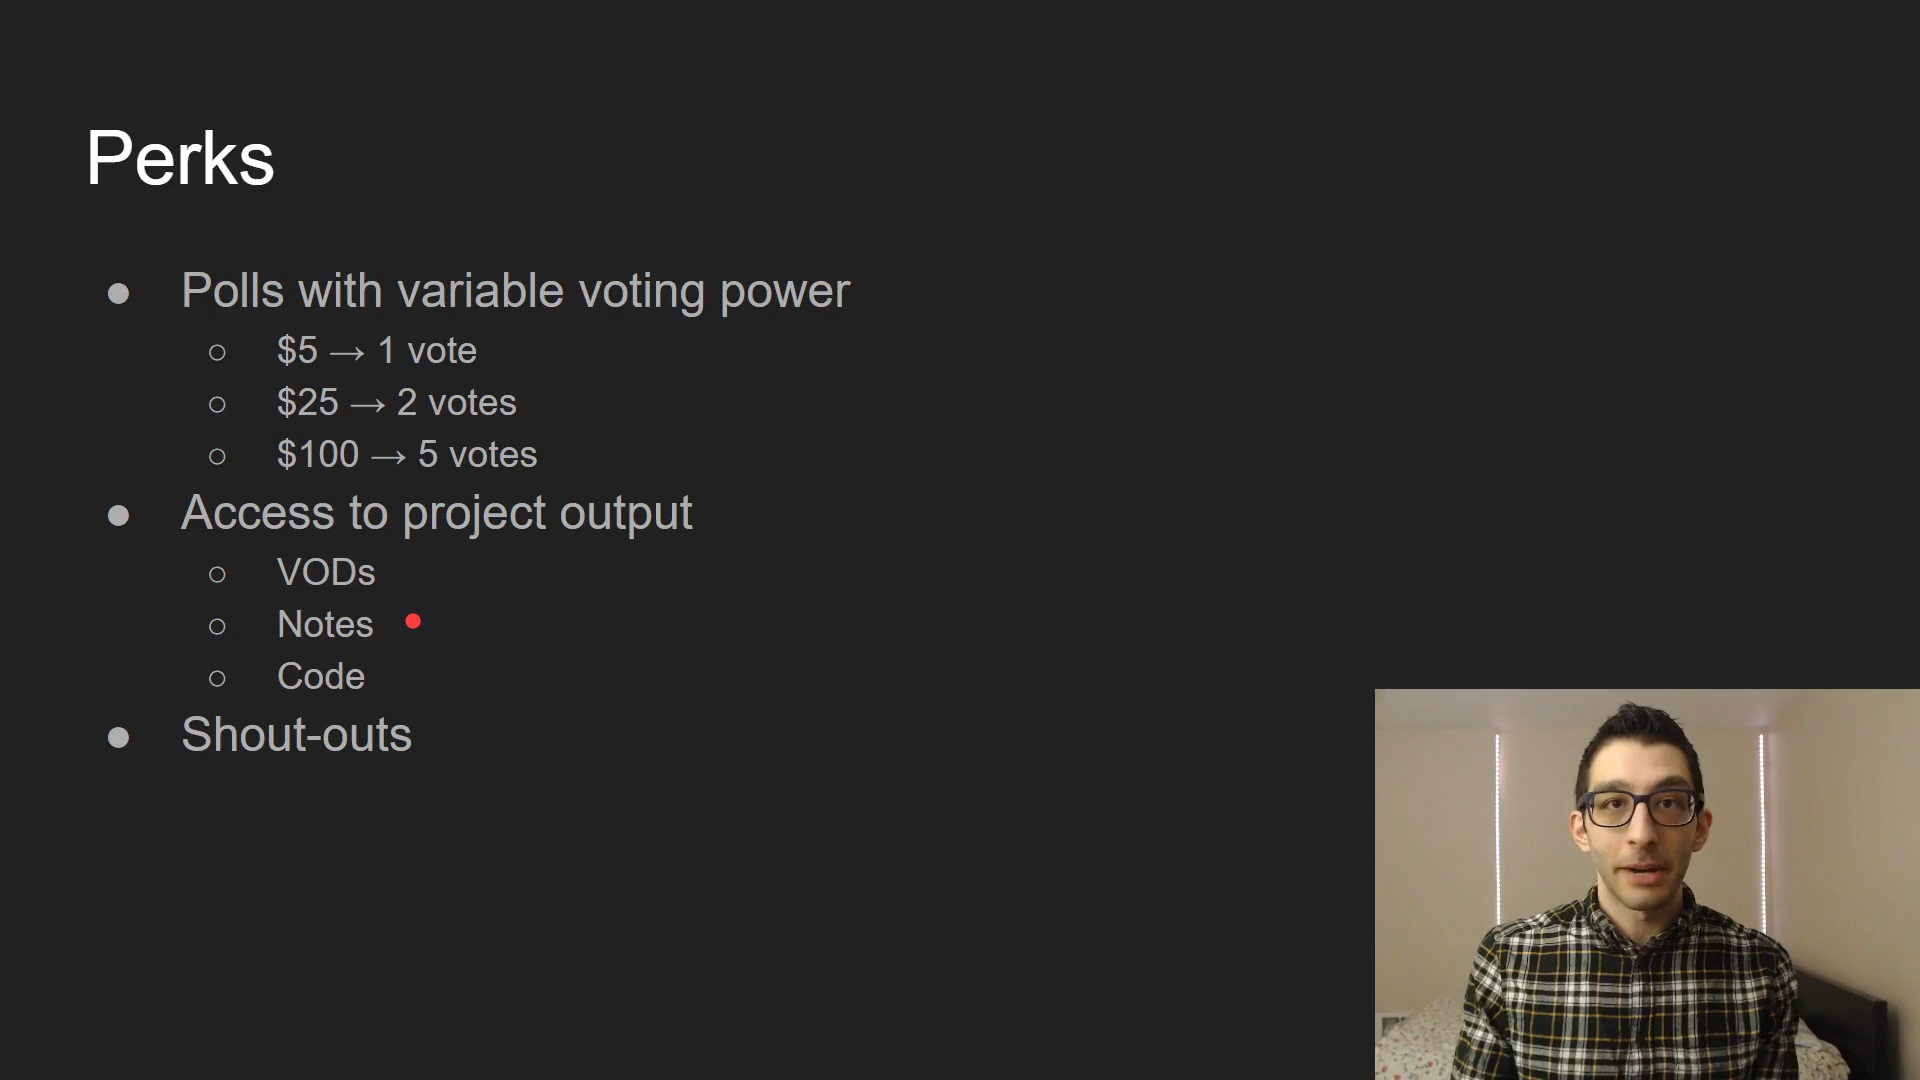 Perks
● Polls with variable voting power
○ $5 → 1 vote
○ $25 → 2 votes
○ $100 → 5 votes
● Access to project output
○ VODs
○ Notes
○ Code
● Shout-outs